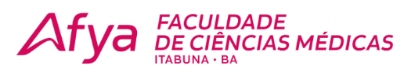 Afya FACULDADE
DE CIÊNCIAS MÉDICAS
ITABUNA • BA